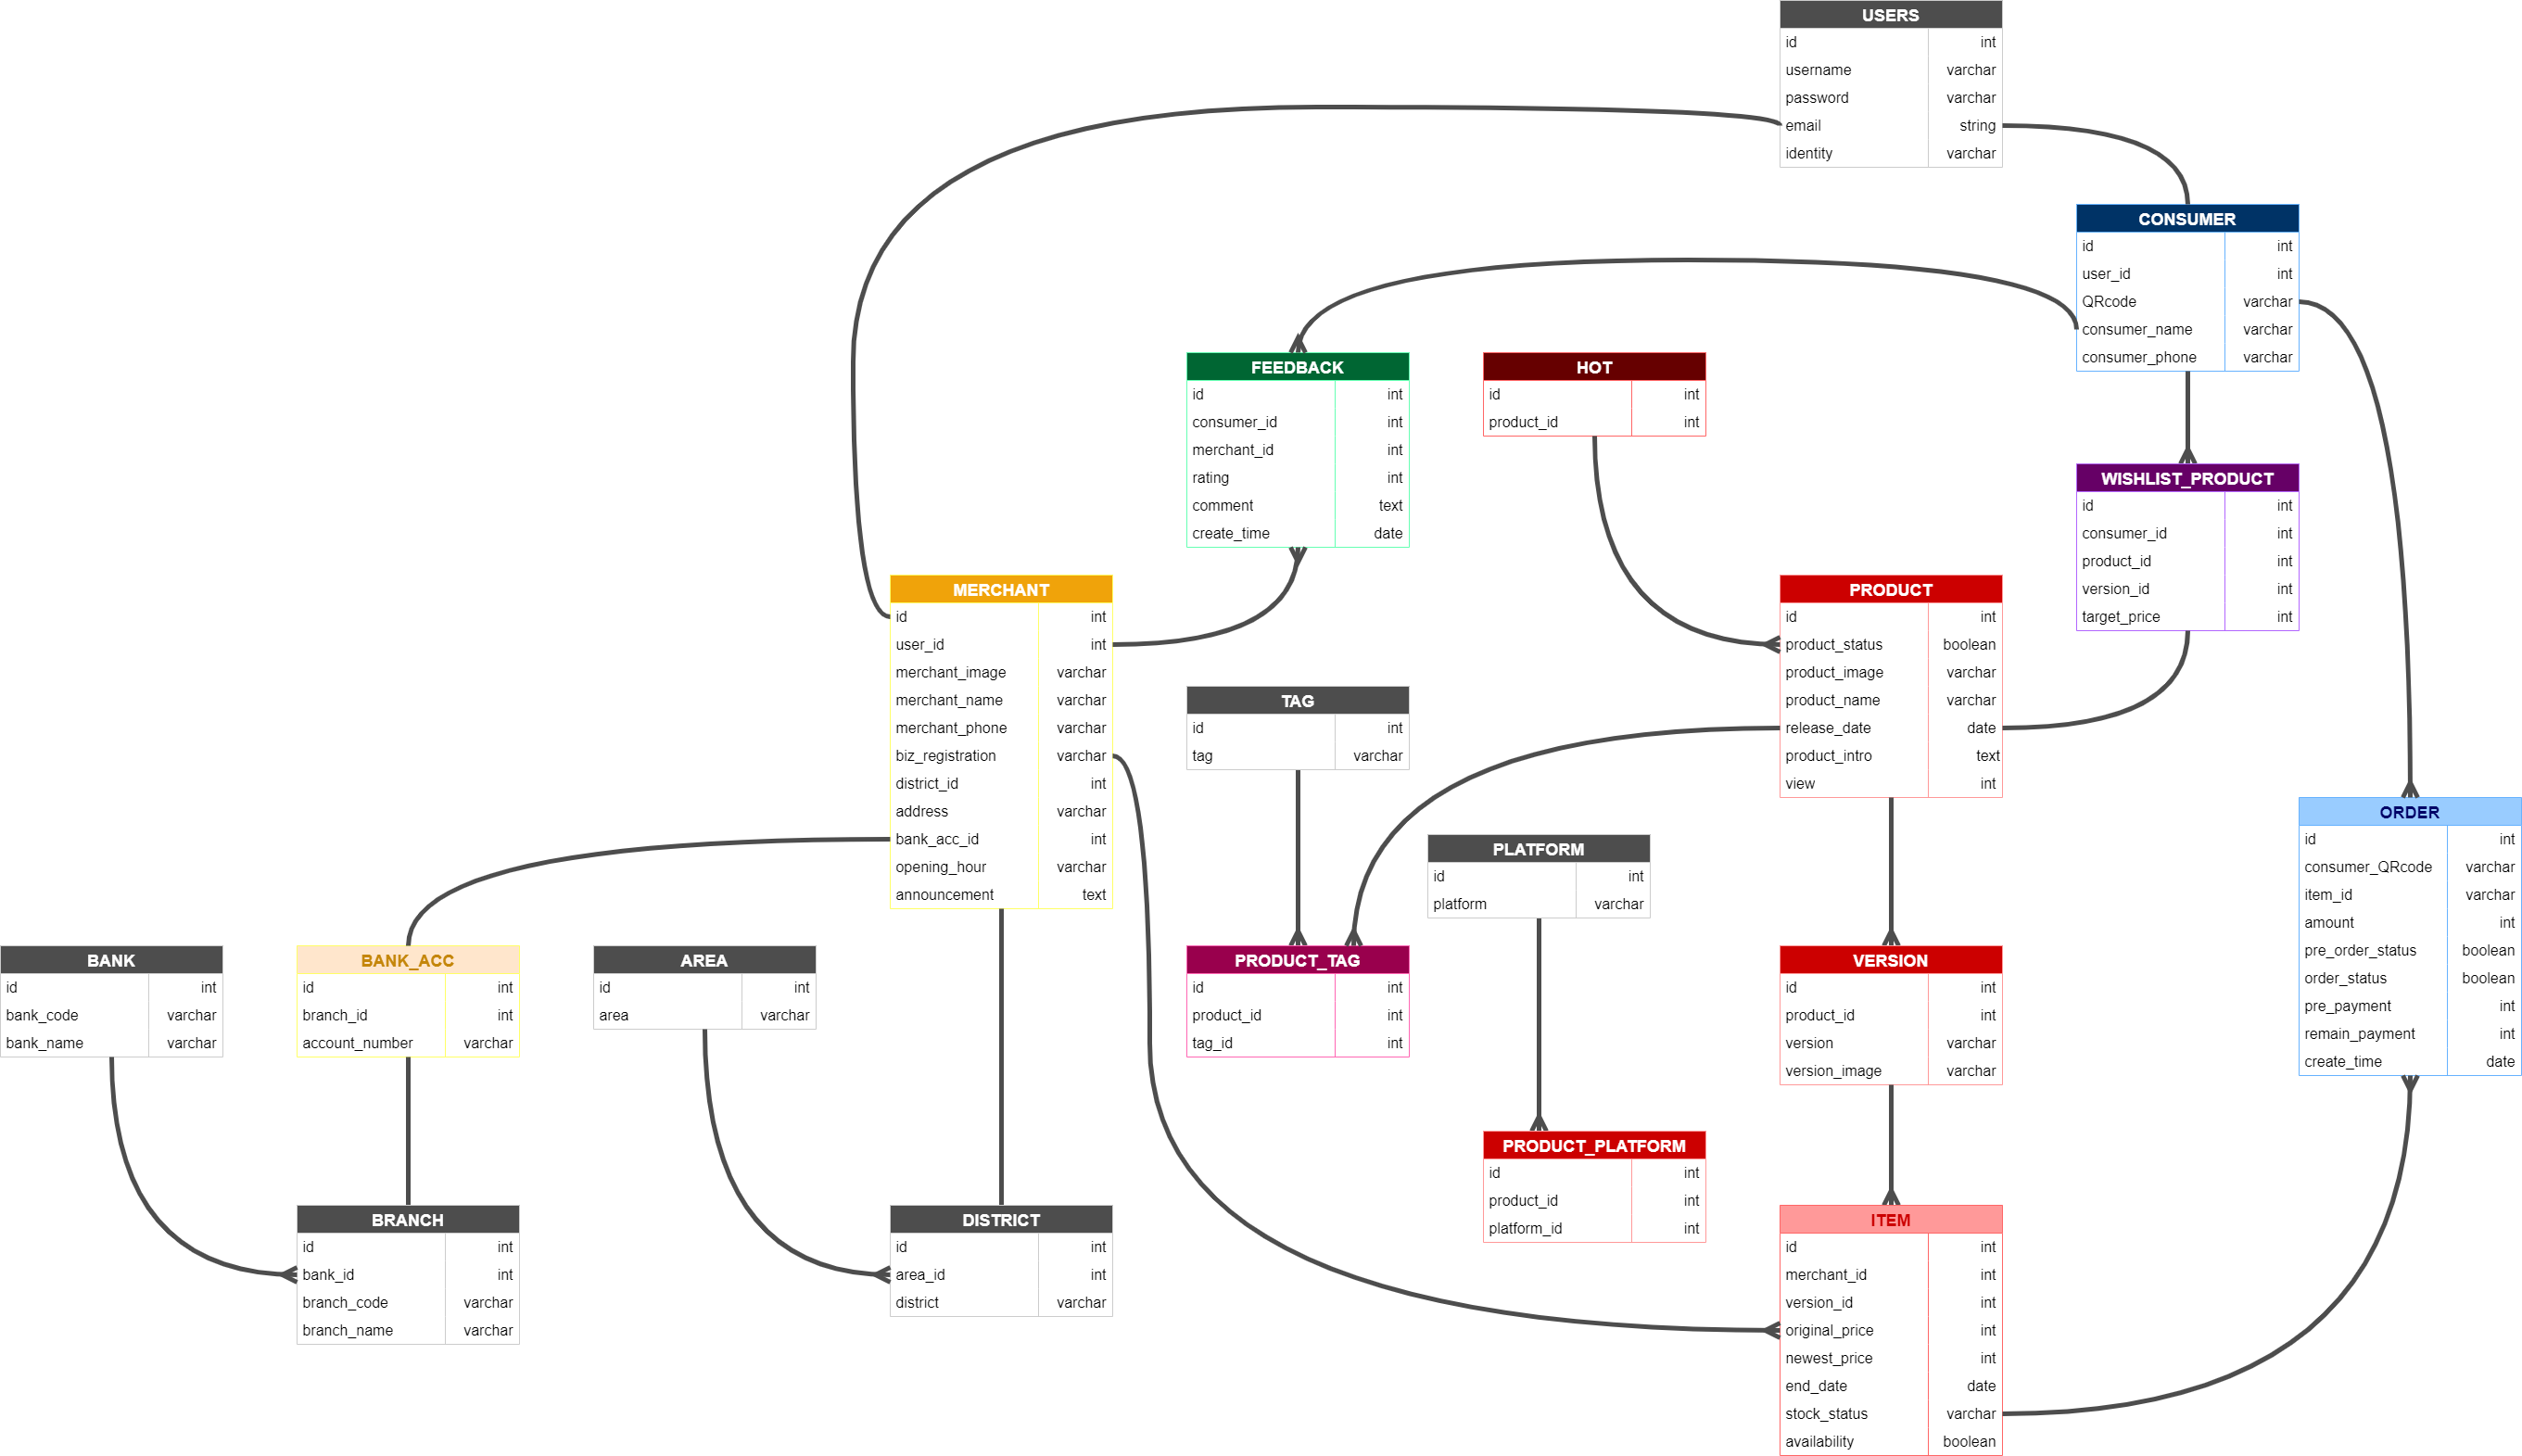 USERS
id int
username varchar
password varchar
email string
identity varchar
CONSUMER
id int
user_id int
QRcode varchar
consumer_name varchar
consumer_phone varchar
FEEDBACK
id int
consumer_id int
merchant_id int
rating int
comment text
create_time date
HOT
id int
product_id int
WISHLIST_PRODUCT
id int
consumer_id int
product_id int
version_id int
target_price int
MERCHANT
id int
user_id int
merchant_image varchar
merchant_name varchar
merchant_phone varchar
biz_registration varchar
district_id int
address varchar
bank_acc_id int
opening_hour varchar
announcement text
PRODUCT
id int
product_status boolean
product_image varchar
product_name varchar
release_date date
product_intro text
view int
TAG
id int
tag varchar
PLATFORM
id int
platform varchar
ORDER
id int
consumer_QRcode varchar
item_id varchar
amount int
pre_order_status boolean
order_status boolean
pre_payment int
remain_payment int
create_time date
BANK
id int
bank_code varchar
bank_name varchar
BANK_ACC
id int
branch_id int
account_number varchar
AREA
id int
area varchar
PRODUCT_TAG
id int
product_id int
tag_id int
VERSION
id int
product_id int
version varchar
version_image varchar
PRODUCT_PLATFORM
id int
product_id int
platform_id int
BRANCH
id int
bank_id int
branch_code varchar
branch_name varchar
DISTRICT
id int
area_id int
district varchar
ITEM
id int
merchant_id int
version_id int
original_price int
newest_price int
end_date date
stock_status varchar
availability boolean